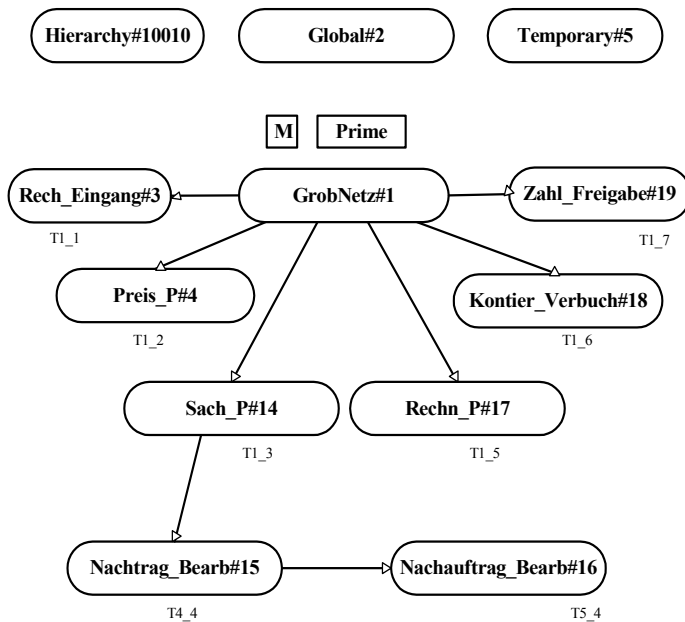 Hierarchy#10010
Global#2
Temporary#5
M
Prime
Rech_Eingang#3
GrobNetz#1
Zahl_Freigabe#19
T1_1
T1_7
Preis_P#4
Kontier_Verbuch#18
T1_2
T1_6
Sach_P#14
Rechn_P#17
T1_3
T1_5
Nachtrag_Bearb#15
Nachauftrag_Bearb#16
T4_4
T5_4